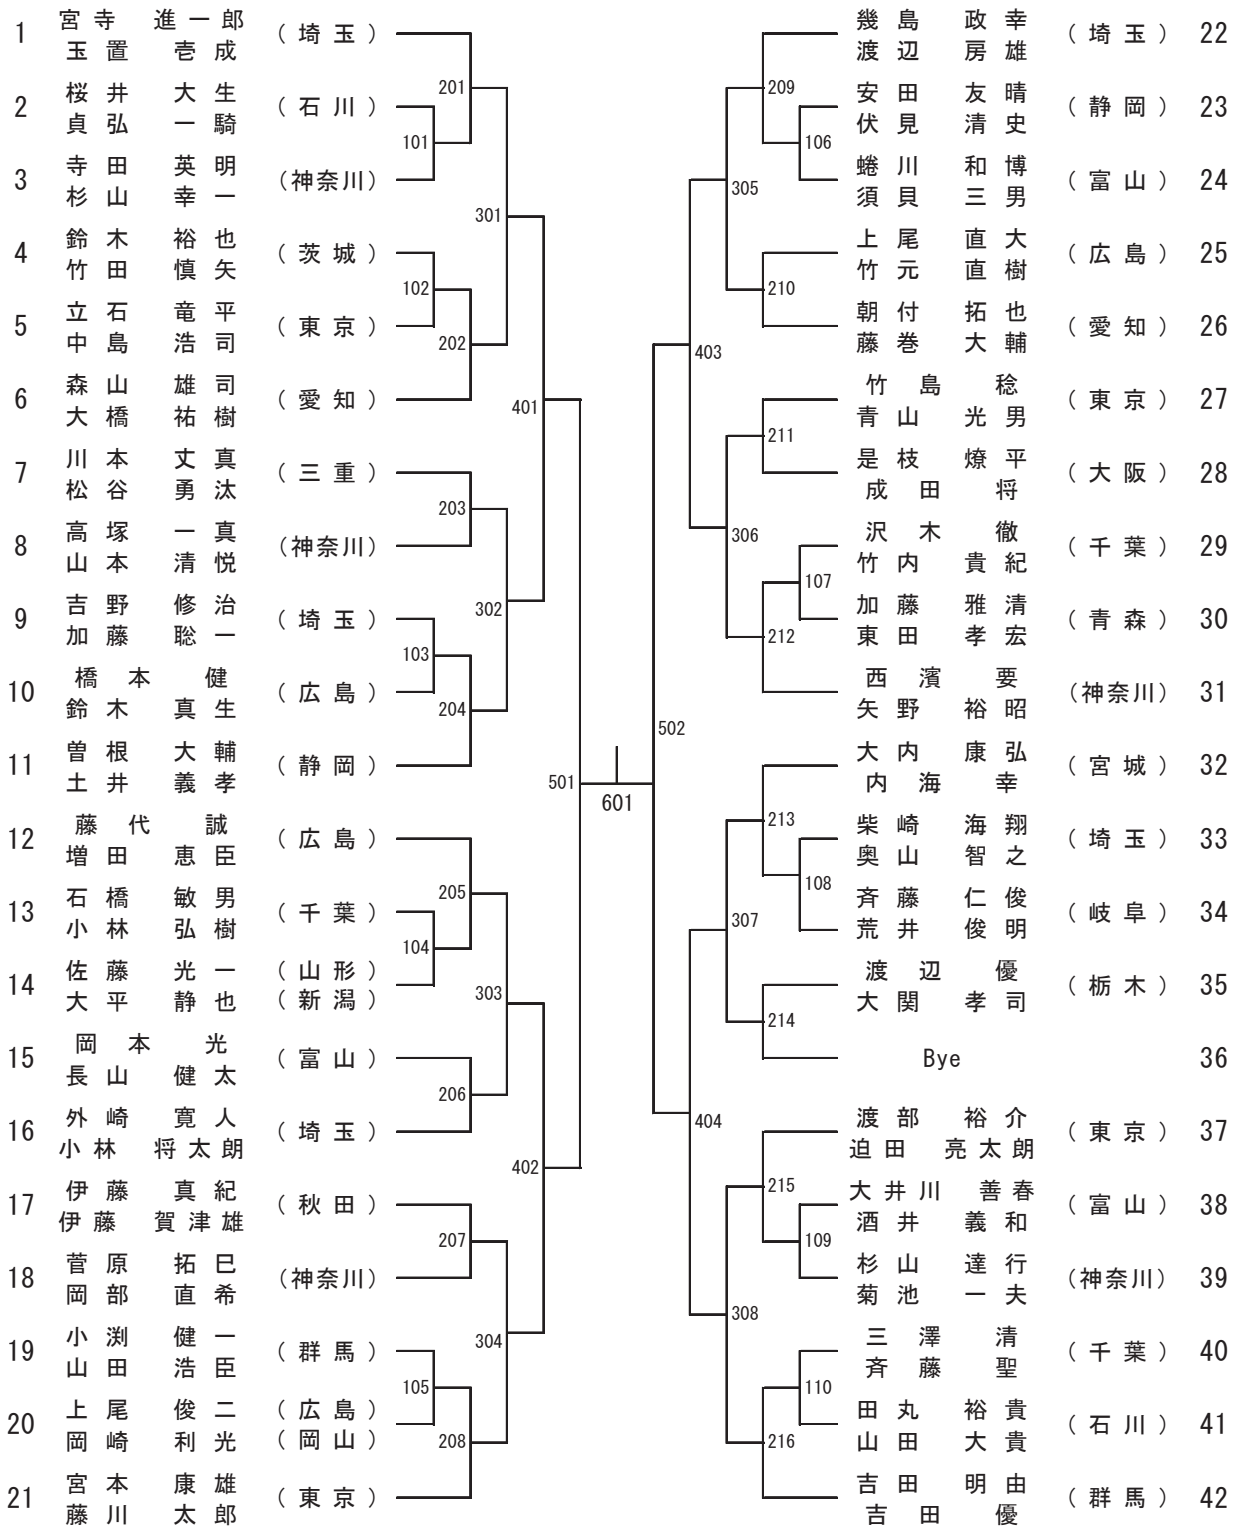 1 宮寺 進一郎 (埼玉)
玉置 壱成
2 桜井 大生 (石川)
貞弘 一騎
3 寺田 英明 (神奈川)
杉山 幸一
4 鈴木 裕也 (茨城)
竹田 慎矢
5 立石 竜平 (東京)
中島 浩司
6 森山 雄司 (愛知)
大橋 祐樹
7 川本 丈真 (三重)
松谷 勇汰
8 高塚 一真 (神奈川)
山本 清悦
9 吉野 修治 (埼玉)
加藤 聡一
10 橋本 健 (広島)
鈴木 真生
11 曽根 大輔 (静岡)
土井 義孝
12 藤代 誠 (広島)
増田 恵臣
13 石橋 敏男 (千葉)
小林 弘樹
14 佐藤 光一 (山形)
大平 静也 (新潟)
15 岡本 光 (富山)
長山 健太
16 外崎 寛人 (埼玉)
小林 将太朗
17 伊藤 真紀 (秋田)
伊藤 賀津雄
18 菅原 拓巳 (神奈川)
岡部 直希
19 小渕 健一 (群馬)
山田 浩臣
20 上尾 俊二 (広島)
岡崎 利光 (岡山)
21 宮本 康雄 (東京)
藤川 太郎
201
101
301
102
202
401
203
302
103
204
501
205
104
303
206
402
207
304
105
208
601
502
209
106
305
210
403
211
306
107
212
213
108
307
214
404
215
109
308
110
216
幾島 政幸 (埼玉) 22
渡辺 房雄
安田 友晴 (静岡) 23
伏見 清史
蜷川 和博 (富山) 24
須貝 三男
上尾 直大 (広島) 25
竹元 直樹
朝付 拓也 (愛知) 26
藤巻 大輔
竹島 稔 (東京) 27
青山 光男
是枝 燎平 (大阪) 28
成田 将
沢木 徹 (千葉) 29
竹内 貴紀
加藤 雅清 (青森) 30
東田 孝宏
西濱 要 (神奈川) 31
矢野 裕昭
大内 康弘 (宮城) 32
内海 幸
柴崎 海翔 (埼玉) 33
奥山 智之
斉藤 仁俊 (岐阜) 34
荒井 俊明
渡辺 優 (栃木) 35
大関 孝司
Bye 36
渡部 裕介 (東京) 37
迫田 亮太朗
大井川 善春 (富山) 38
酒井 義和
杉山 達行 (神奈川) 39
菊池 一夫
三澤 清 (千葉) 40
斉藤 聖
田丸 裕貴 (石川) 41
山田 大貴
吉田 明由 (群馬) 42
吉田 優